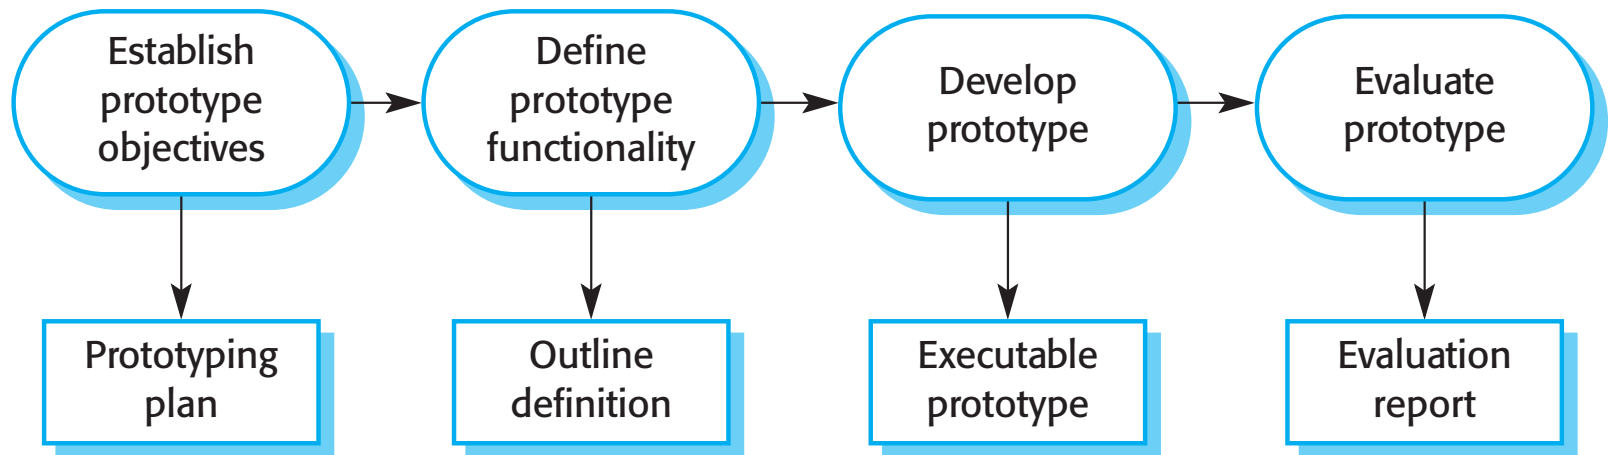 Establish
prototype
objectives
Define
prototype
functionality
Develop
prototype
Evaluate
prototype
Prototyping
plan
Outline
definition
Executable
prototype
Evaluation
report